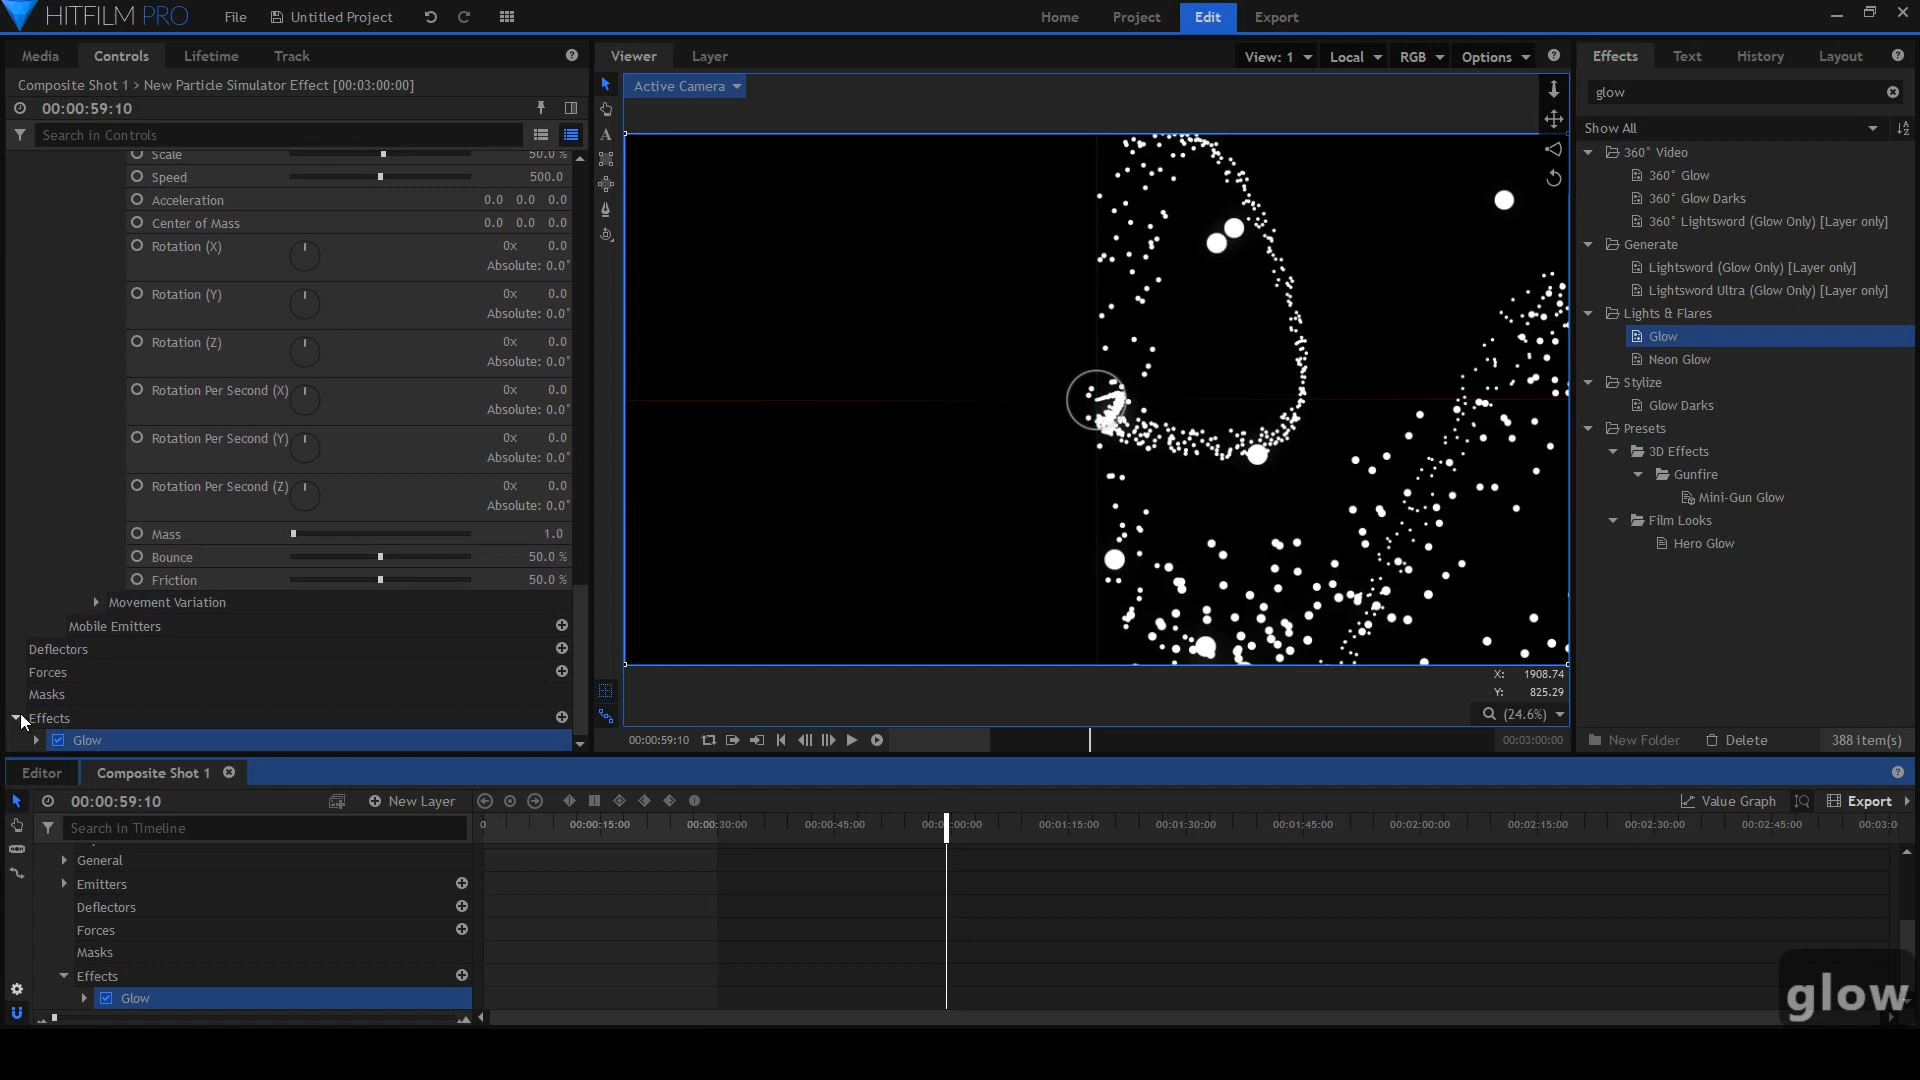 HITFILM PRO File Untitled Project Home Project Edit Export
Media Controls Lifetime Track
Composite Shot 1 > New Particle Simulator Effect [00:03:00:00]
00:00:59:10
Search in Controls
Scale 50.0 %
Speed 500.0
Acceleration 0.0 0.0 0.0
Center of Mass 0.0 0.0 0.0
Rotation (X) 0x 0.0
Absolute: 0.0°
Rotation (Y) 0x 0.0
Absolute: 0.0°
Rotation (Z) 0x 0.0
Absolute: 0.0°
Rotation Per Second (X) 0x 0.0
Absolute: 0.0°
Rotation Per Second (Y) 0x 0.0
Absolute: 0.0°
Rotation Per Second (Z) 0x 0.0
Absolute: 0.0°
Mass 1.0
Bounce 50.0 %
Friction 50.0 %
Movement Variation
Mobile Emitters
Deflectors
Forces
Masks
Effects
Glow
Viewer Layer View: 1 Local RGB Options
Active Camera
X: 1908.74
Y: 825.29
(24.6%)
00:00:59:10 00:03:00:00
Effects Text History Layout
glow
Show All
360° Video
360° Glow
360° Glow Darks
360° Lightsword (Glow Only) [Layer only]
Generate
Lightsword (Glow Only) [Layer only]
Lightsword Ultra (Glow Only) [Layer only]
Lights & Flares
Glow
Neon Glow
Stylize
Glow Darks
Presets
3D Effects
Gunfire
Mini-Gun Glow
Film Looks
Hero Glow
New Folder Delete 388 item(s)
Editor Composite Shot 1
00:00:59:10 New Layer Value Graph Export
Search in Timeline
0 00:00:15:00 00:00:30:00 00:00:45:00 00:01:15:00 00:01:30:00 00:01:45:00 00:02:00:00 00:02:15:00 00:02:30:00 00:02:45:00 00:03:0
General
Emitters
Deflectors
Forces
Masks
Effects
Glow
glow